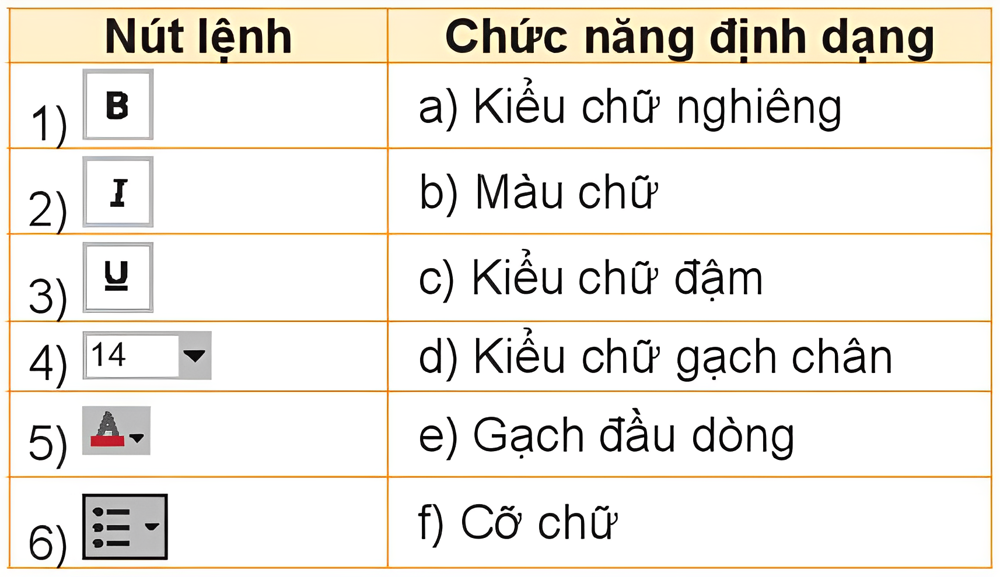 Nút lệnh Chức năng định dạng
1) B a) Kiểu chữ nghiêng
2) I b) Màu chữ
3) U c) Kiểu chữ đậm
4) 14 d) Kiểu chữ gạch chân
5) A e) Gạch đầu dòng
6) f) Cỡ chữ